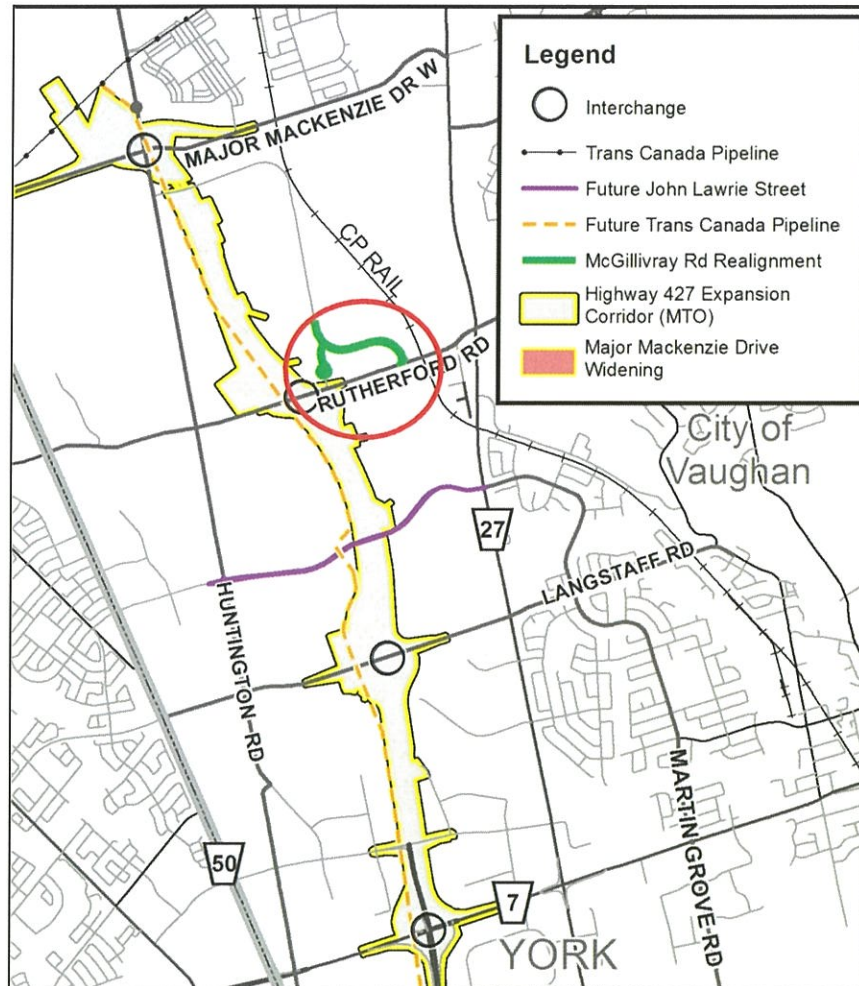 Legend
Interchange
Trans Canada Pipeline
Future John Lawrie Street
Future Trans Canada Pipeline
McGillivray Rd Realignment
Highway 427 Expansion
Corridor (MTO)
Major Mackenzie Drive
Widening
MAJOR MACKENZIE DR W
CP RAIL
RUTHERFORD RD
City of
Vaughan
27
LANGSTAFF RD
HUNTINGTON RD
MARTIN GROVE RD
50
7
YORK